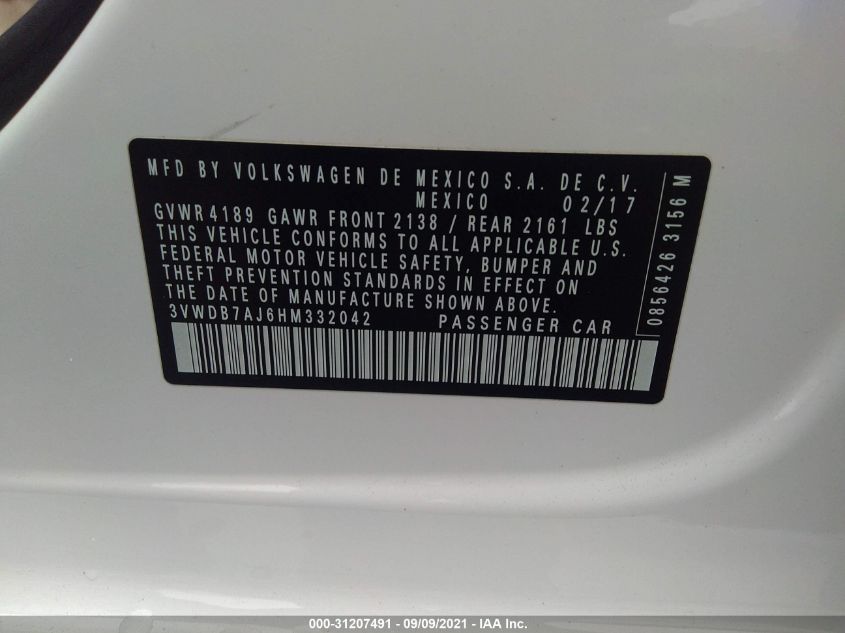 MFD BY VOLKSWAGEN DE MEXICO S.A. DE C.V.
MEXICO 02/17
GVWR 4189 GAWR FRONT 2138 / REAR 2161 LBS
THIS VEHICLE CONFORMS TO ALL APPLICABLE U.S.
FEDERAL MOTOR VEHICLE SAFETY, BUMPER AND
THEFT PREVENTION STANDARDS IN EFFECT ON
THE DATE OF MANUFACTURE SHOWN ABOVE.
3VWDB7AJ6HM332042 PASSENGER CAR
0856426 3156 M
000-31207491 - 09/09/2021 - IAA Inc.